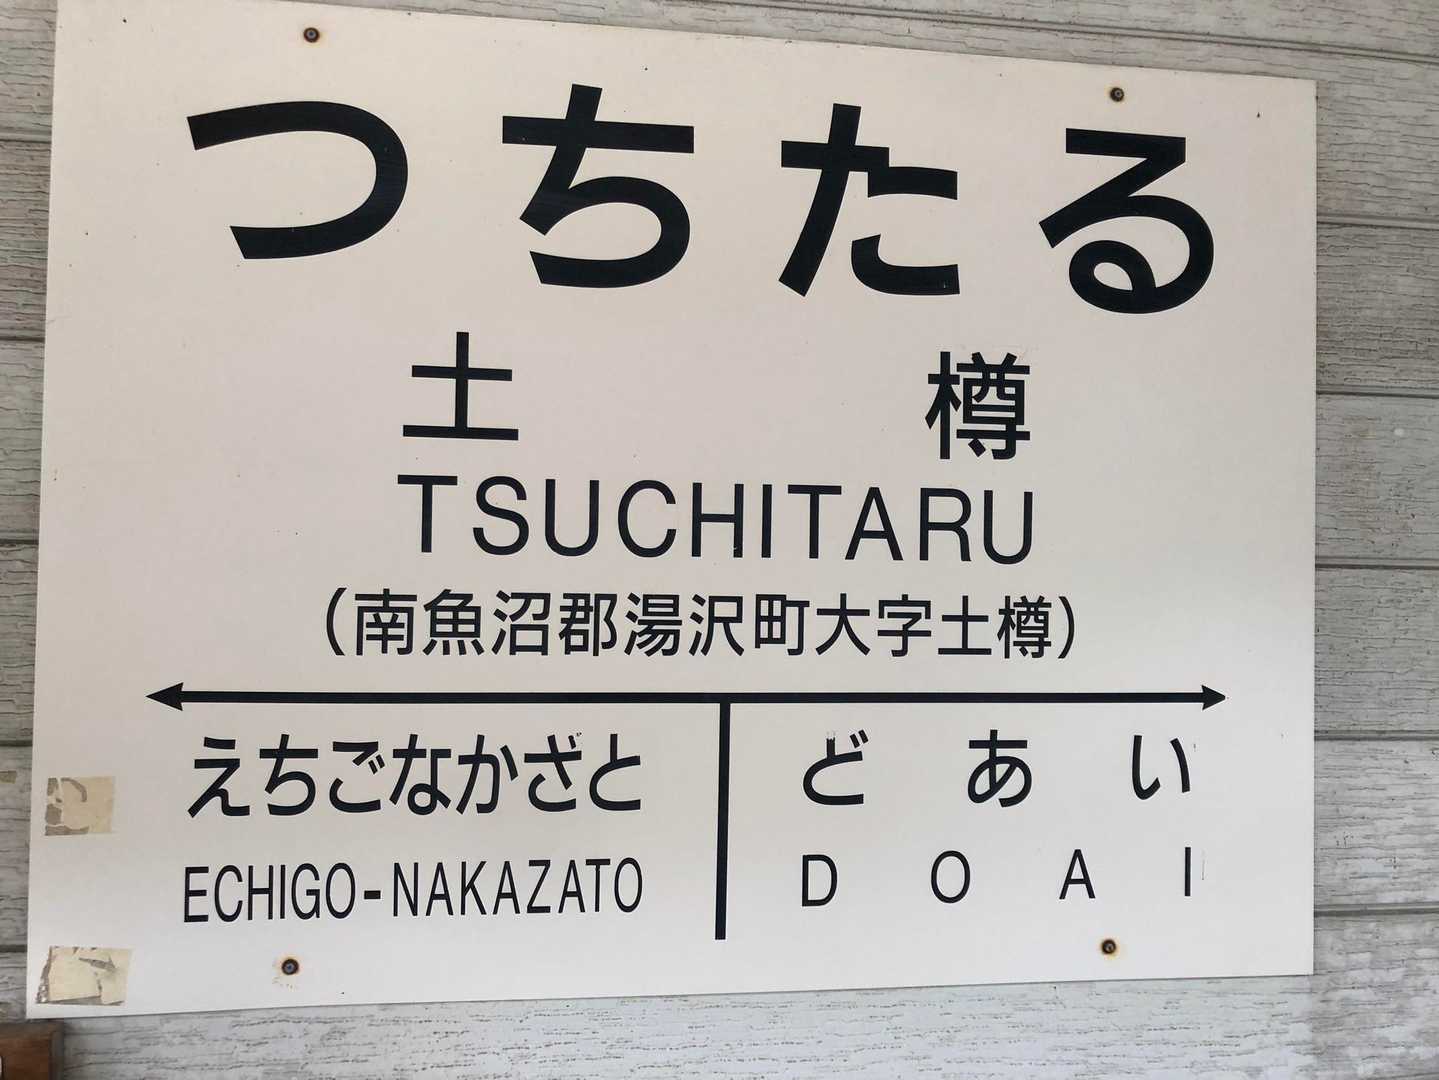 つちたる
土樽
TSUCHITARU
(南魚沼郡湯沢町大字土樽)
えちごなかざと
ECHIGO-NAKAZATO
どあい
DOAI